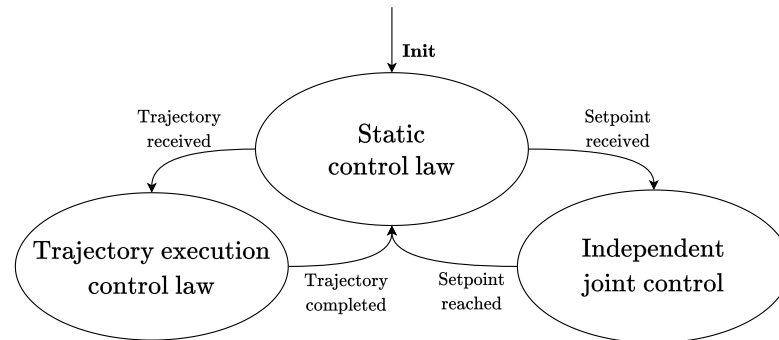 Init
Trajectory
received
Setpoint
received
Static
control law
Trajectory execution
control law
Independent
joint control
Trajectory
completed
Setpoint
reached